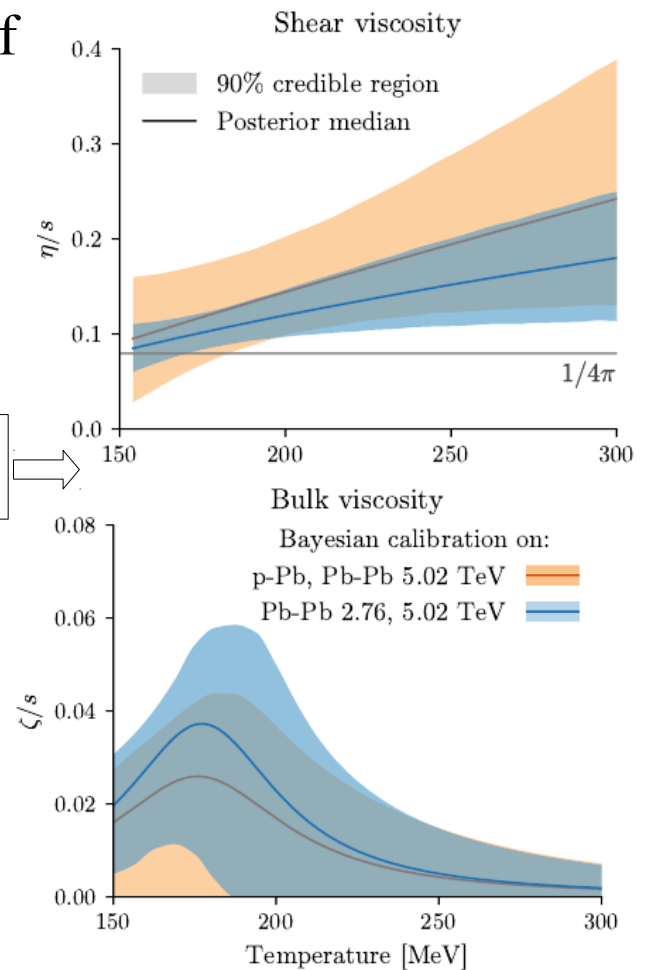 f
Shear viscosity
0.4
90% credible region
Posterior median
0.3
η/s
0.2
0.1
1/4π
0.0
150 200 250 300
Bulk viscosity
0.08
Bayesian calibration on:
p-Pb, Pb-Pb 5.02 TeV
Pb-Pb 2.76, 5.02 TeV
0.06
ζ/s
0.04
0.02
0.00
150 200 250 300
Temperature [MeV]